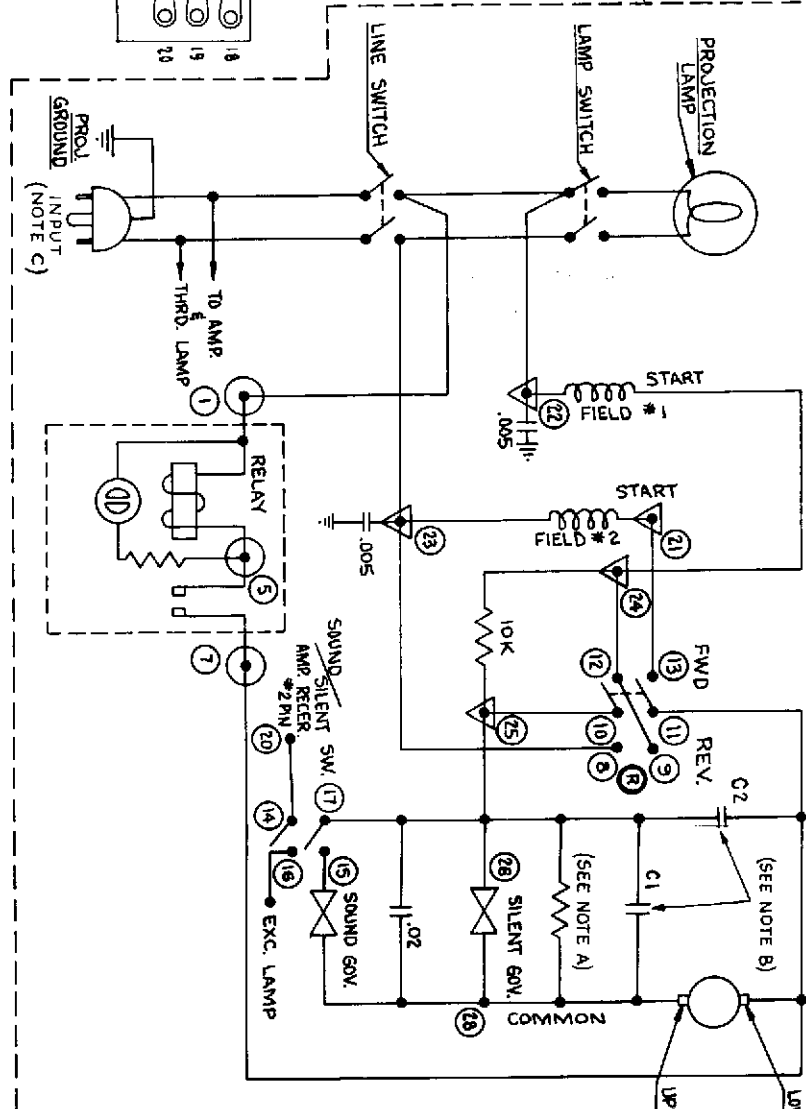 20
19
18
PROJECTION
LAMP
LAMP SWITCH
LINE SWITCH
PROJ.
GROUND
INPUT
(NOTE C)
TO AMP.
&
THRD. LAMP
START
FIELD #1
22
.005
START
FIELD #2
21
23
.005
24
1
RELAY
5
7
10K
25
FWD
13
12
11
10
REV.
9
8
R
SOUND/SILENT SW.
AMP. RECER.
#2 PIN
20
17
14
16
15
EXC. LAMP
SOUND GOV.
.02
26
SILENT GOV.
28
COMMON
(SEE NOTE A)
C1
C2
(SEE NOTE B)
UP